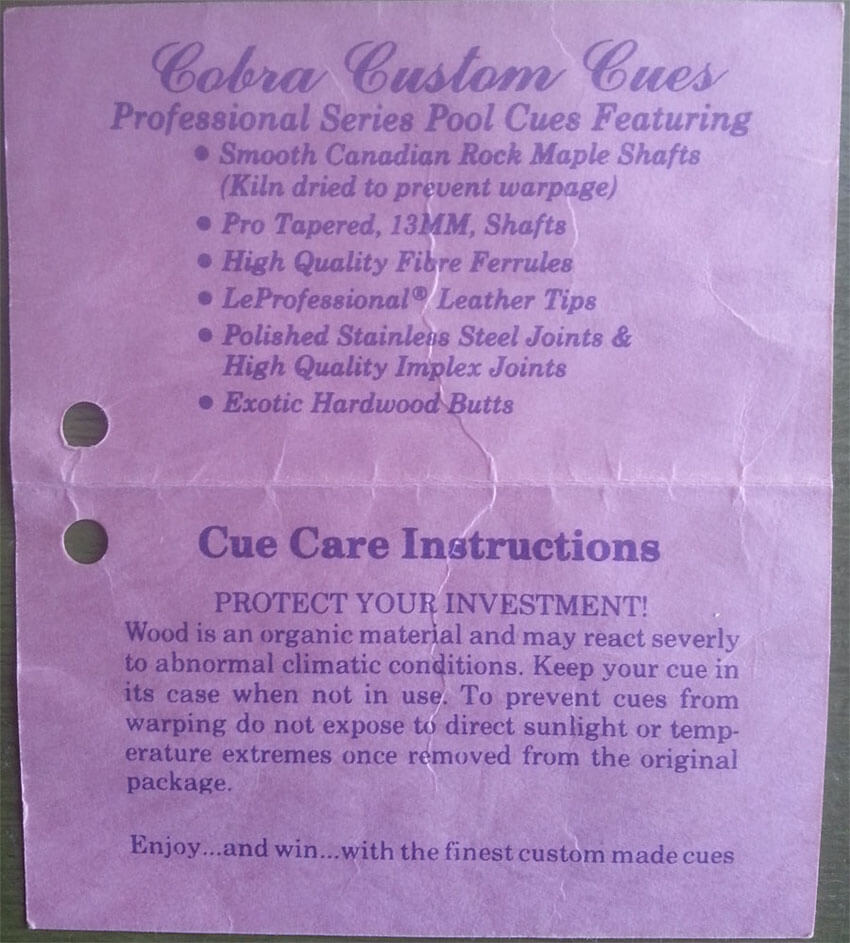 Cobra Custom Cues
Professional Series Pool Cues Featuring
• Smooth Canadian Rock Maple Shafts
(Kiln dried to prevent warpage)
• Pro Tapered, 13MM, Shafts
• High Quality Fibre Ferrules
• LeProfessional® Leather Tips
• Polished Stainless Steel Joints &
High Quality Implex Joints
• Exotic Hardwood Butts
Cue Care Instructions
PROTECT YOUR INVESTMENT!
Wood is an organic material and may react severly
to abnormal climatic conditions. Keep your cue in
its case when not in use. To prevent cues from
warping do not expose to direct sunlight or temp-
erature extremes once removed from the original
package.
Enjoy...and win...with the finest custom made cues